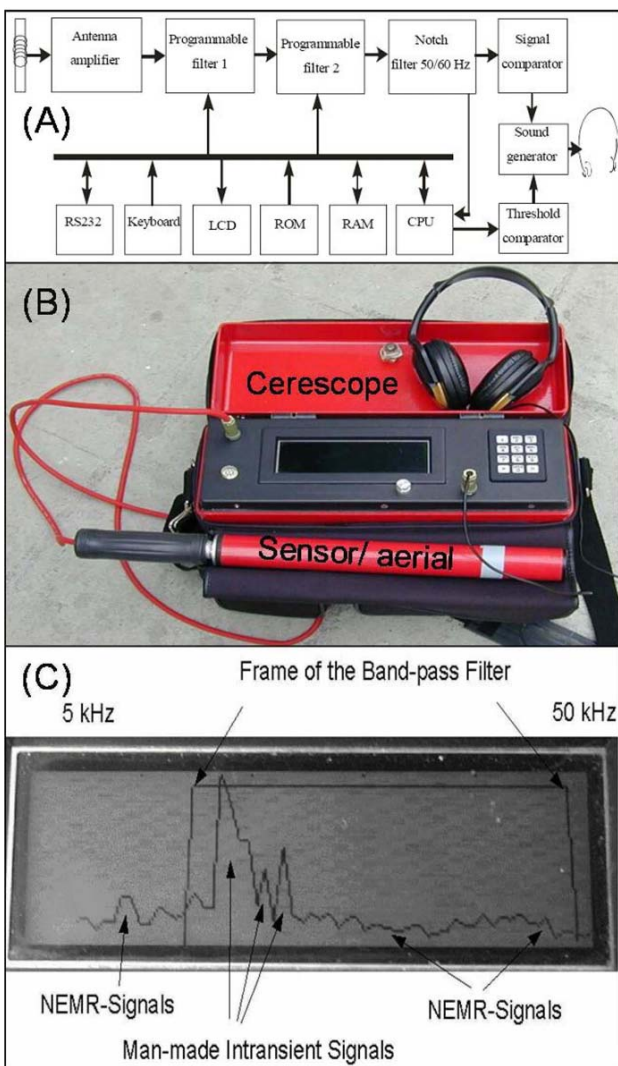 Antenna
amplifier
Programmable
filter 1
Programmable
filter 2
Notch
filter 50/60 Hz
Signal
comparator
(A)
Sound
generator
RS232
Keyboard
LCD
ROM
RAM
CPU
Threshold
comparator
(B)
Cerescope
Sensor/ aerial
(C)
Frame of the Band-pass Filter
5 kHz
50 kHz
NEMR-Signals
NEMR-Signals
Man-made Intransient Signals